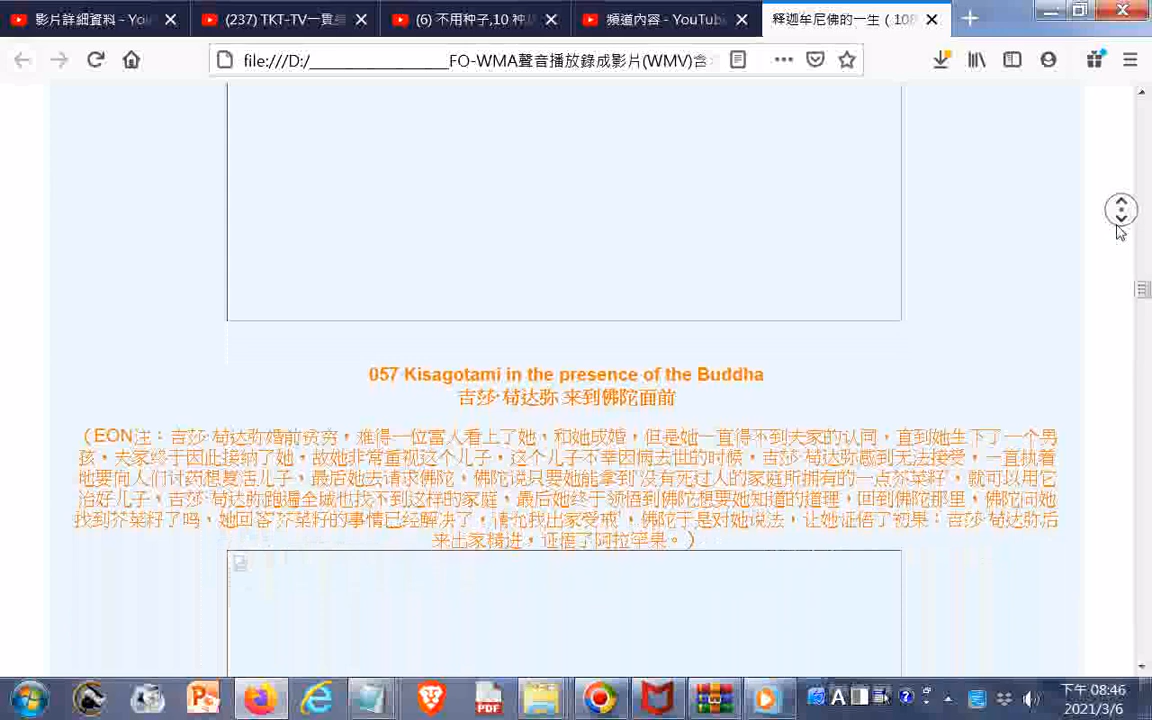 影片詳細資料 - Yo
(237) TKT-TV一貫
(6) 不用种子,10 种
頻道內容 - YouTub
释迦牟尼佛的一生（108
file:///D:/__________________FO-WMA聲音播放錄成影片(WMV)含
057 Kisagotami in the presence of the Buddha
吉莎·苟达弥 来到佛陀面前
（EON注：吉莎·苟达弥婚前贫穷，难得一位富人看上了她，和她成婚，但是她一直得不到夫家的认同，直到她生下了一个男
孩，夫家终于因此接纳了她，故她非常重视这个儿子，这个儿子不幸因病去世的时候，吉莎·苟达弥感到无法接受，一直执着
地要向人们讨药想复活儿子，最后她去请求佛陀，佛陀说只要她能拿到“没有死过人的家庭所拥有的一点芥菜籽”，就可以用它
治好儿子，吉莎·苟达弥跑遍全城也找不到这样的家庭，最后她终于领悟到佛陀想要她知道的道理，回到佛陀那里，佛陀问她
找到芥菜籽了吗，她回答“芥菜籽的事情已经解决了，请允我出家受戒”，佛陀于是对她说法，让她证悟了初果；吉莎·苟达弥后
来出家精进，证悟了阿拉罕果。）
下午 08:46
2021/3/6